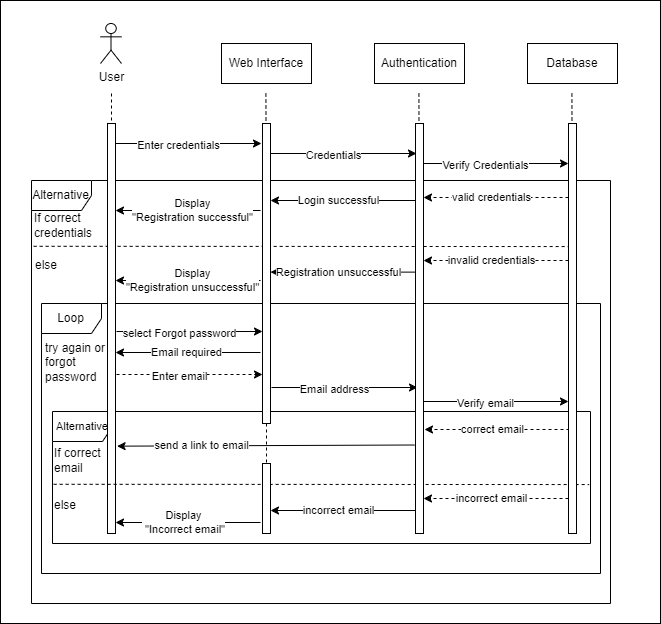 User
Web Interface
Authentication
Database
Enter credentials
Credentials
Verify Credentials
Alternative
If correct
credentials
valid credentials
Login successful
Display
"Registration successful"
else
invalid credentials
Registration unsuccessful
Display
"Registration unsuccessful"
Loop
try again or
forgot
password
select Forgot password
Email required
Enter email
Email address
Verify email
Alternative
If correct
email
correct email
send a link to email
else
incorrect email
incorrect email
Display
"Incorrect email"